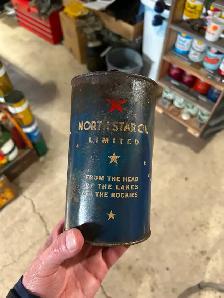 NORTH STAR OIL
LIMITED
FROM THE HEAD
OF THE LAKES
TO THE ROCKIES